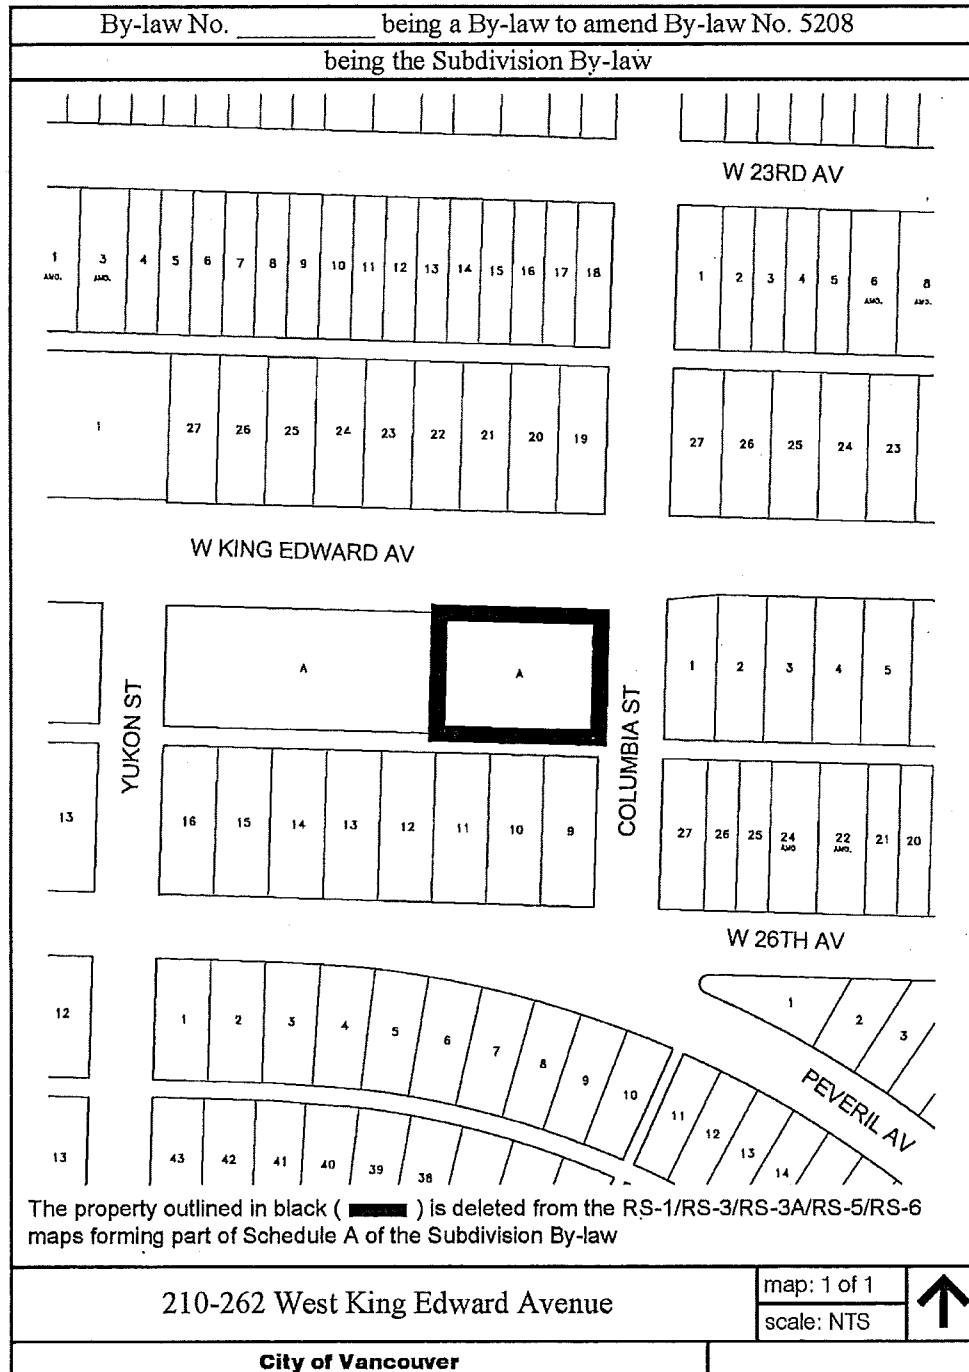 By-law No. ____________ being a By-law to amend By-law No. 5208
being the Subdivision By-law
W 23RD AV
1 AMD. 3 AMD. 4 5 6 7 8 9 10 11 12 13 14 15 16 17 18
1 2 3 4 5 6 AMD. 8 AMD.
1 27 26 25 24 23 22 21 20 19
27 26 25 24 23
W KING EDWARD AV
A A
1 2 3 4 5
YUKON ST
COLUMBIA ST
13 16 15 14 13 12 11 10 9
27 26 25 24 AMD 22 AMD. 21 20
W 26TH AV
12 1 2 3 4 5 6 7 8 9 10
1 2 3
PEVERIL AV
11 12 13 14
13 43 42 41 40 39 38
The property outlined in black ( ) is deleted from the RS-1/RS-3/RS-3A/RS-5/RS-6
maps forming part of Schedule A of the Subdivision By-law
210-262 West King Edward Avenue
map: 1 of 1
scale: NTS
City of Vancouver